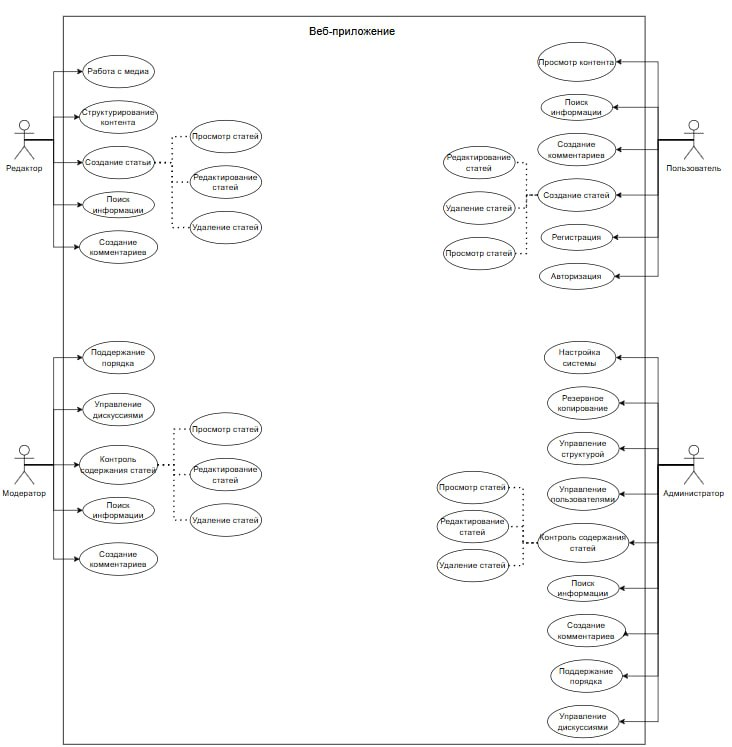 Веб-приложение
Работа с медиа
Структурирование
контента
Создание статьи
Поиск
информации
Создание
комментариев
Редактор
Просмотр статей
Редактирование
статей
Удаление статей
Просмотр контента
Поиск
информации
Создание
комментариев
Создание статей
Регистрация
Авторизация
Пользователь
Редактирование
статей
Удаление статей
Просмотр статей
Поддержание
порядка
Управление
дискуссиями
Контроль
содержания статей
Поиск
информации
Создание
комментариев
Модератор
Просмотр статей
Редактирование
статей
Удаление статей
Настройка
системы
Резервное
копирование
Управление
структурой
Управление
пользователями
Контроль содержания
статей
Поиск
информации
Создание
комментариев
Поддержание
порядка
Управление
дискуссиями
Администратор
Просмотр статей
Редактирование
статей
Удаление статей